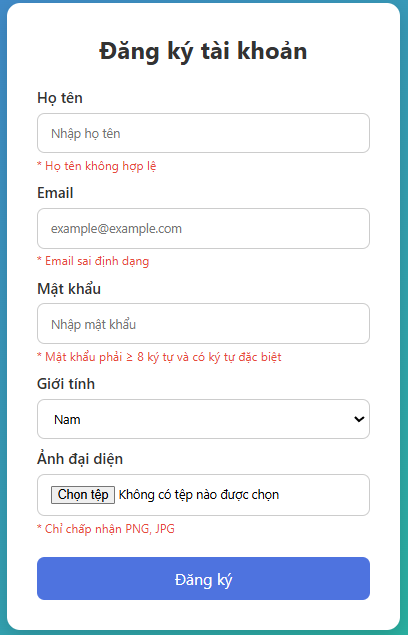 Đăng ký tài khoản
Họ tên
Nhập họ tên
* Họ tên không hợp lệ
Email
example@example.com
* Email sai định dạng
Mật khẩu
Nhập mật khẩu
* Mật khẩu phải ≥ 8 ký tự và có ký tự đặc biệt
Giới tính
Nam
Ảnh đại diện
Chọn tệp Không có tệp nào được chọn
* Chỉ chấp nhận PNG, JPG
Đăng ký